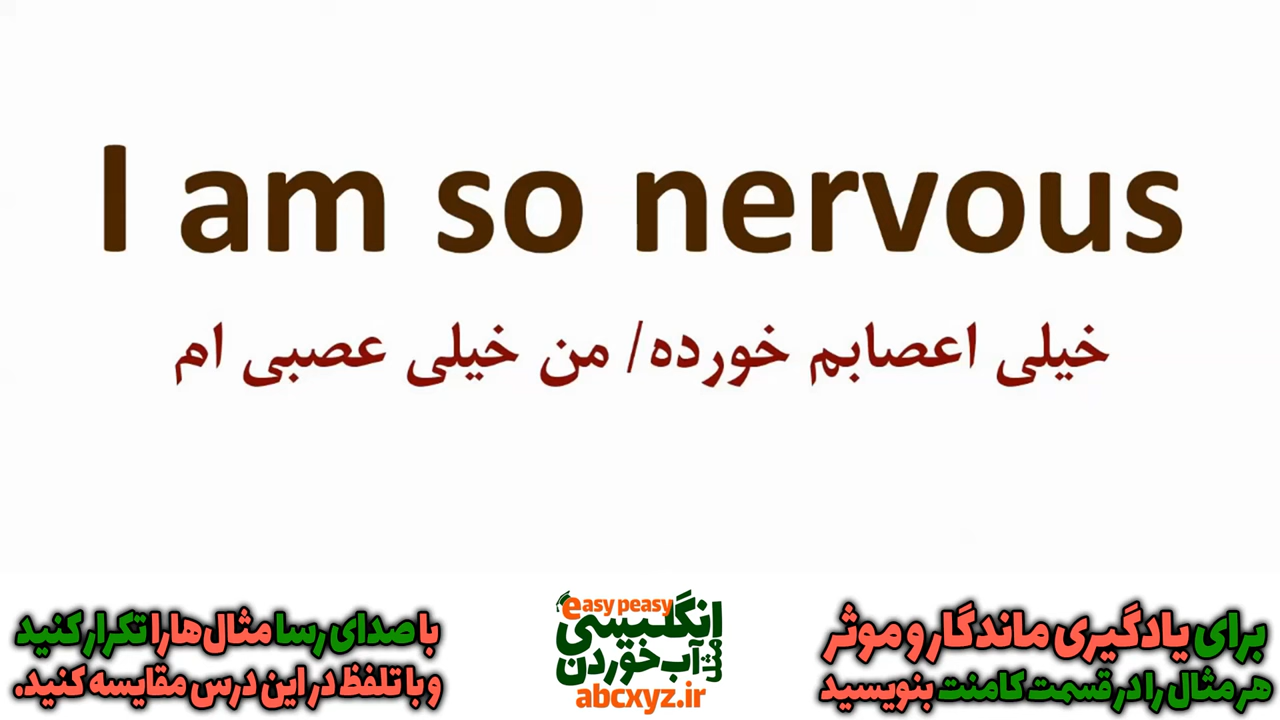 I am so nervous
خیلی اعصابم خورده/ من خیلی عصبی ام
برای یادگیری ماندگار و موثر
هر مثال را در قسمت کامنت بنویسید
easy peasy
انگلیسی
مثل آب خوردن
abcxyz.ir
با صدای رسا مثال‌ها را تکرار کنید
و با تلفظ در این درس مقایسه کنید.